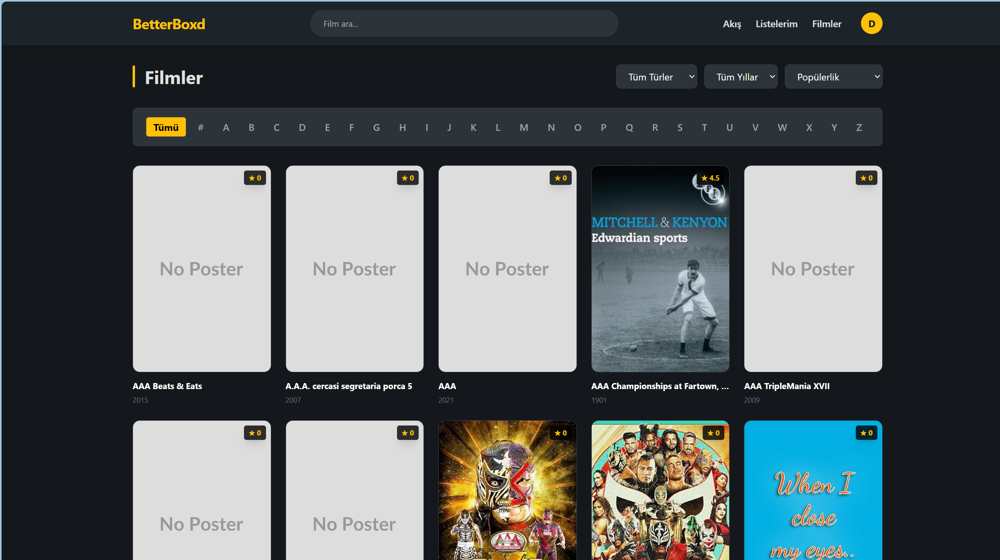 BetterBoxd
Film ara...
Akış Listelerim Filmler D
Filmler
Tüm Türler Tüm Yıllar Popülerlik
Tümü # A B C D E F G H I J K L M N O P Q R S T U V W X Y Z
★ 0 ★ 0 ★ 0 ★ 4.5 ★ 0
MITCHELL & KENYON
Edwardian sports
No Poster No Poster No Poster No Poster
AAA Beats & Eats A.A.A. cercasi segretaria porca 5 AAA AAA Championships at Fartown, ... AAA TripleMania XVII
2015 2007 2021 1901 2009
★ 0 ★ 0 ★ 0 ★ 0 ★ 0
When I
close
No Poster No Poster
AAA
my eyes..